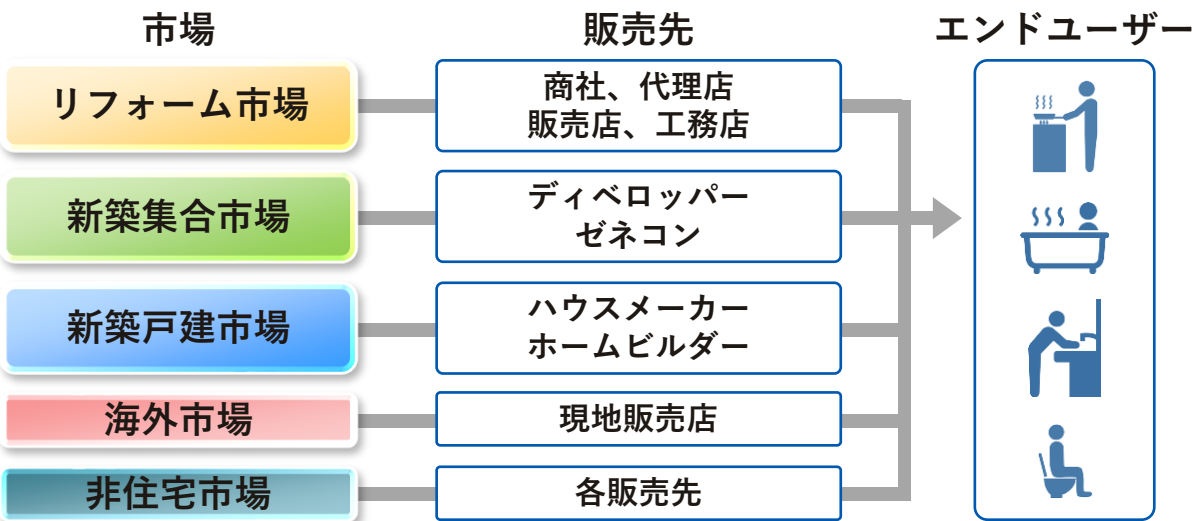 市場
販売先
エンドユーザー
リフォーム市場
商社、代理店
販売店、工務店
新築集合市場
ディベロッパー
ゼネコン
新築戸建市場
ハウスメーカー
ホームビルダー
海外市場
現地販売店
非住宅市場
各販売先